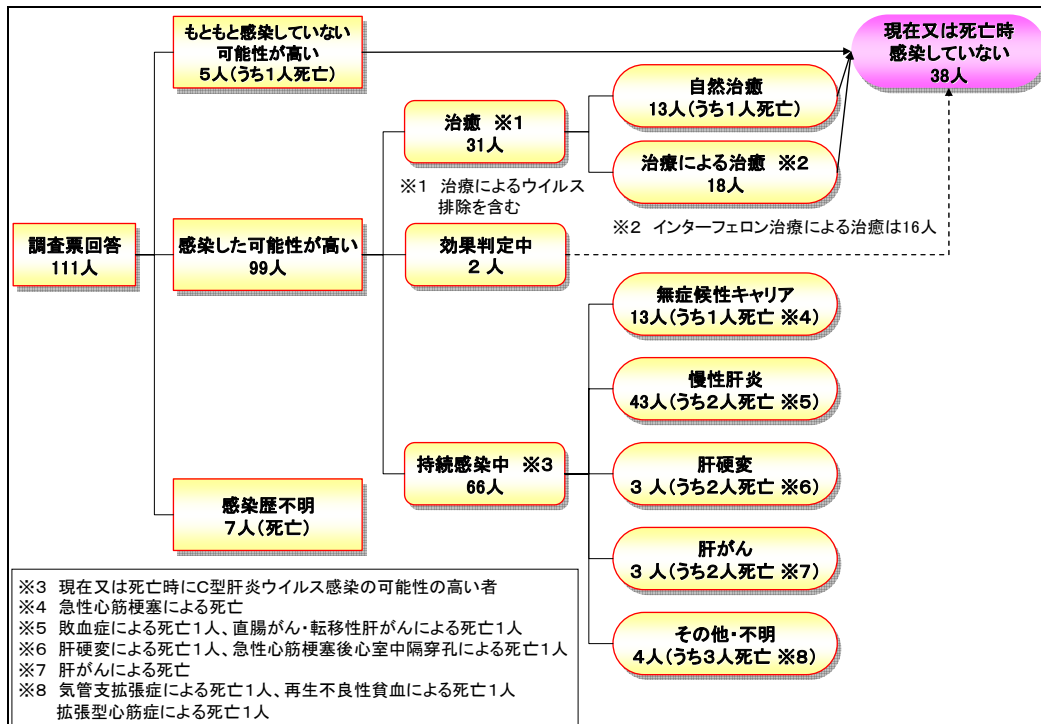 もともと感染していない
可能性が高い
5人(うち1人死亡)
現在又は死亡時
感染していない
38人
自然治癒
13人(うち1人死亡)
治癒 ※1
31人
治療による治癒 ※2
18人
※1 治療によるウイルス
排除を含む
※2 インターフェロン治療による治癒は16人
調査票回答
111人
感染した可能性が高い
99人
効果判定中
2 人
無症候性キャリア
13人(うち1人死亡 ※4)
慢性肝炎
43人(うち2人死亡 ※5)
持続感染中 ※3
66人
肝硬変
3 人(うち2人死亡 ※6)
感染歴不明
7人(死亡)
肝がん
3 人(うち2人死亡 ※7)
その他・不明
4人(うち3人死亡 ※8)
※3 現在又は死亡時にC型肝炎ウイルス感染の可能性の高い者
※4 急性心筋梗塞による死亡
※5 敗血症による死亡1人、直腸がん・転移性肝がんによる死亡1人
※6 肝硬変による死亡1人、急性心筋梗塞後心室中隔穿孔による死亡1人
※7 肝がんによる死亡
※8 気管支拡張症による死亡1人、再生不良性貧血による死亡1人
拡張型心筋症による死亡1人